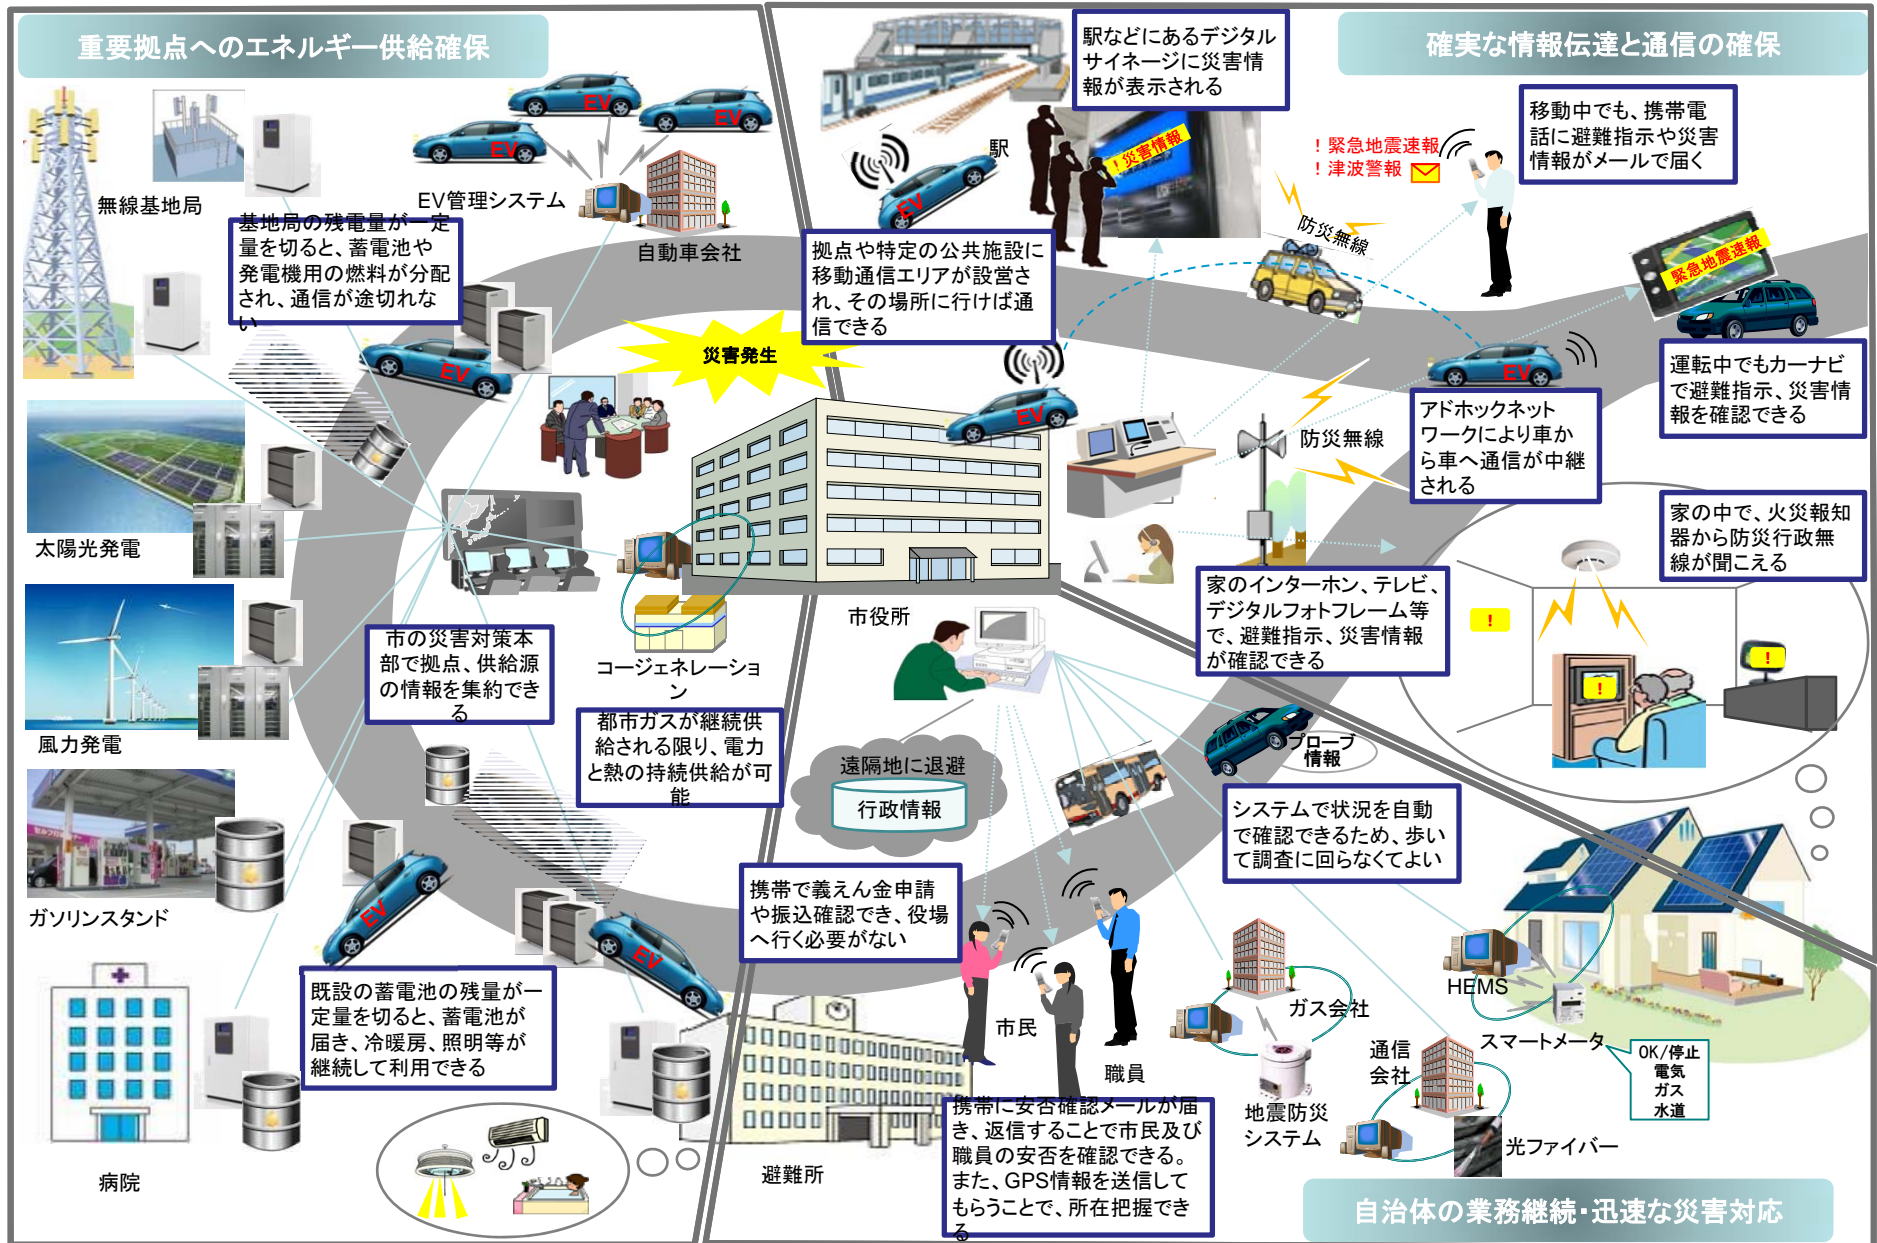 重要拠点へのエネルギー供給確保
EV
EV
EV
無線基地局
EV管理システム
自動車会社
基地局の残電量が一定
量を切ると、蓄電池や
発電機用の燃料が分配
され、通信が途切れな
い
EV
災害発生
太陽光発電
風力発電
市の災害対策本
部で拠点、供給源
の情報を集約でき
る
コージェネレーショ
ン
都市ガスが継続供
給される限り、電力
と熱の持続供給が可
能
ガソリンスタンド
EV
EV
既設の蓄電池の残量が一
定量を切ると、蓄電池が
届き、冷暖房、照明等が
継続して利用できる
病院
避難所
確実な情報伝達と通信の確保
駅などにあるデジタル
サイネージに災害情
報が表示される
駅
EV
！災害情報
！緊急地震速報
！津波警報
移動中でも、携帯電
話に避難指示や災害
情報がメールで届く
拠点や特定の公共施設に
移動通信エリアが設営さ
れ、その場所に行けば通
信できる
防災無線
緊急地震速報
運転中でもカーナビ
で避難指示、災害情
報を確認できる
EV
EV
アドホックネット
ワークにより車か
ら車へ通信が中継
される
防災無線
家の中で、火災報知
器から防災行政無
線が聞こえる
家のインターホン、テレビ、
デジタルフォトフレーム等
で、避難指示、災害情報
が確認できる
！
！
！
市役所
遠隔地に退避
行政情報
プローブ
情報
システムで状況を自動
で確認できるため、歩い
て調査に回らなくてよい
携帯で義えん金申請
や振込確認でき、役場
へ行く必要がない
市民
職員
ガス会社
地震防災
システム
通信
会社
光ファイバー
HEMS
スマートメータ
OK/停止
電気
ガス
水道
携帯に安否確認メールが届
き、返信することで市民及び
職員の安否を確認できる。
また、GPS情報を送信して
もらうことで、所在把握でき
る
自治体の業務継続・迅速な災害対応